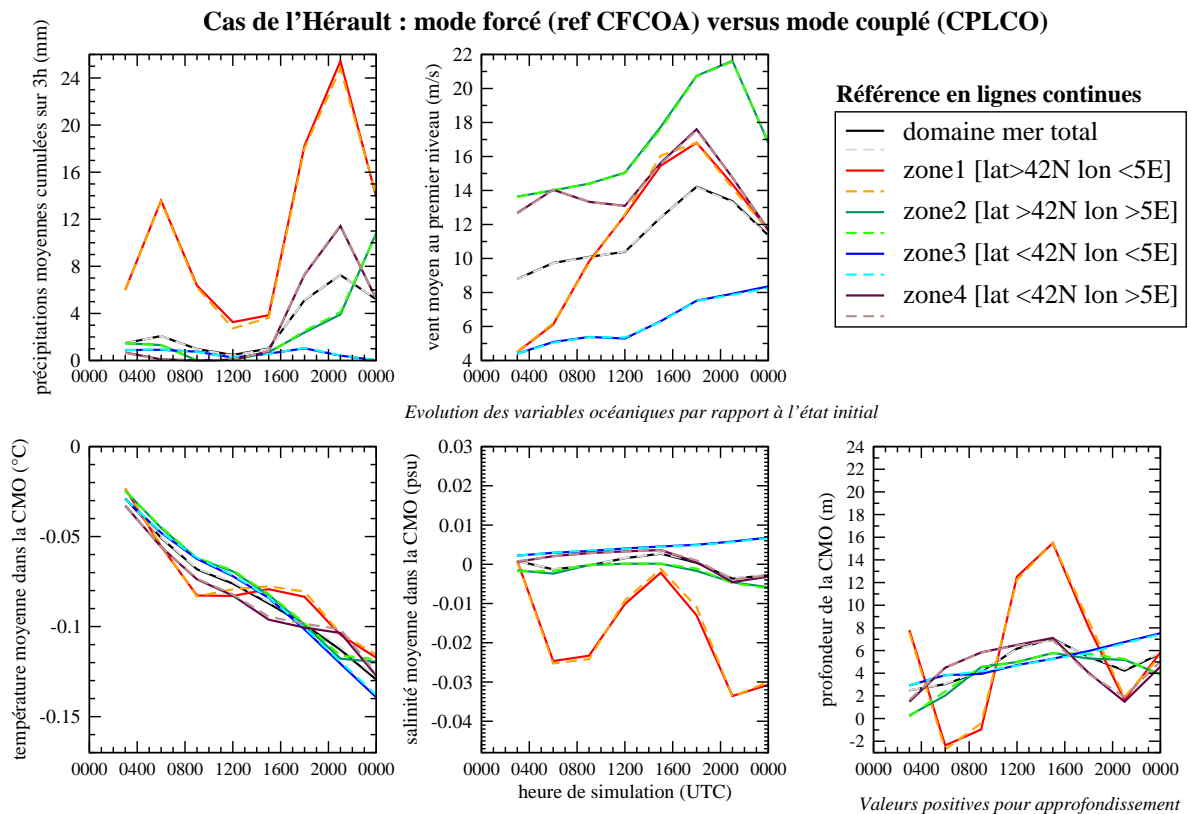 Cas de l'Hérault : mode forcé (ref CFCOA) versus mode couplé (CPLCO)
précipitations moyennes cumulées sur 3h (mm)
24
20
16
12
8
4
0
0000 0400 0800 1200 1600 2000 0000
vent moyen au premier niveau (m/s)
22
20
18
16
14
12
10
8
6
4
0000 0400 0800 1200 1600 2000 0000
Référence en lignes continues
domaine mer total
zone1 [lat>42N lon <5E]
zone2 [lat >42N lon >5E]
zone3 [lat <42N lon <5E]
zone4 [lat <42N lon >5E]
Evolution des variables océaniques par rapport à l'état initial
température moyenne dans la CMO (°C)
0
-0.05
-0.1
-0.15
0000 0400 0800 1200 1600 2000 0000
salinité moyenne dans la CMO (psu)
0.03
0.02
0.01
0
-0.01
-0.02
-0.03
-0.04
0000 0400 0800 1200 1600 2000 0000
heure de simulation (UTC)
profondeur de la CMO (m)
24
22
20
18
16
14
12
10
8
6
4
2
0
-2
0000 0400 0800 1200 1600 2000 0000
Valeurs positives pour approfondissement